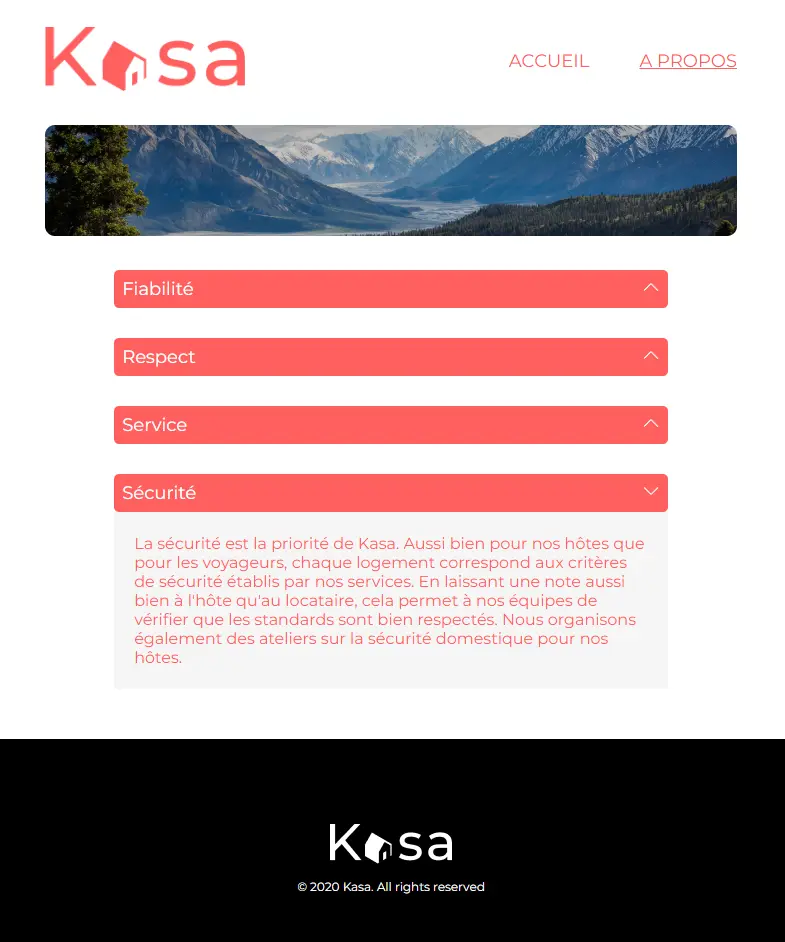 Kasa
ACCUEIL A PROPOS
Fiabilité
Respect
Service
Sécurité
La sécurité est la priorité de Kasa. Aussi bien pour nos hôtes que
pour les voyageurs, chaque logement correspond aux critères
de sécurité établis par nos services. En laissant une note aussi
bien à l'hôte qu'au locataire, cela permet à nos équipes de
vérifier que les standards sont bien respectés. Nous organisons
également des ateliers sur la sécurité domestique pour nos
hôtes.
Kasa
© 2020 Kasa. All rights reserved